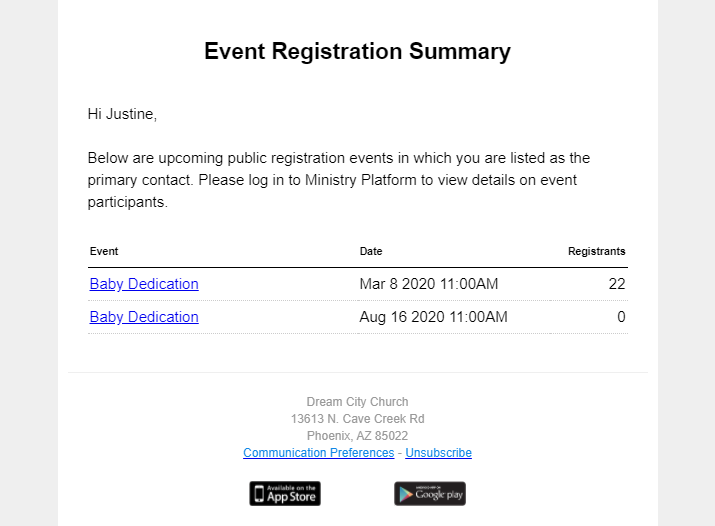 Event Registration Summary
Hi Justine,
Below are upcoming public registration events in which you are listed as the
primary contact. Please log in to Ministry Platform to view details on event
participants.
Event Date Registrants
Baby Dedication Mar 8 2020 11:00AM 22
Baby Dedication Aug 16 2020 11:00AM 0
Dream City Church
13613 N. Cave Creek Rd
Phoenix, AZ 85022
Communication Preferences - Unsubscribe
Available on the
App Store
Google play